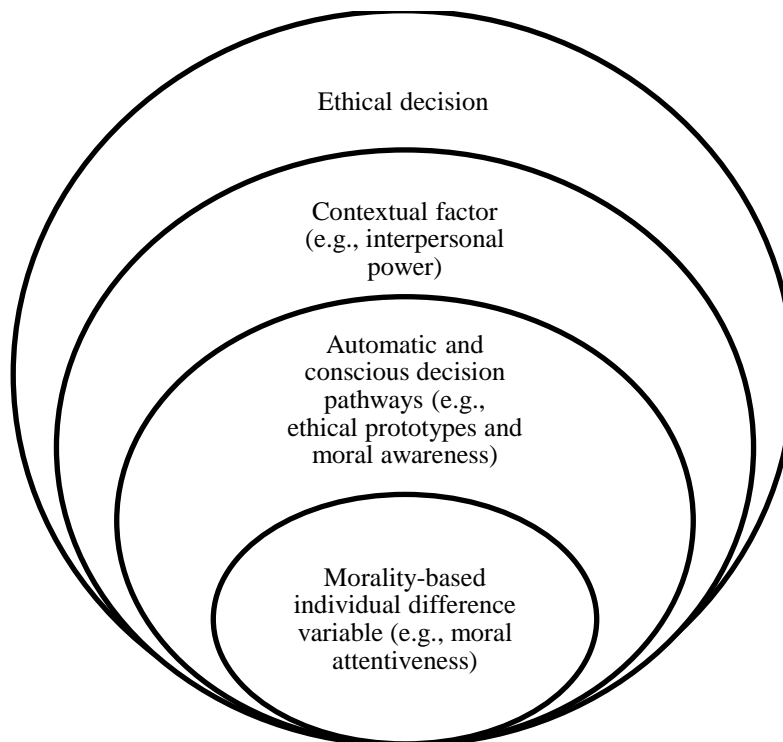 Ethical decision
Contextual factor
(e.g., interpersonal
power)
Automatic and
conscious decision
pathways (e.g.,
ethical prototypes and
moral awareness)
Morality-based
individual difference
variable (e.g., moral
attentiveness)